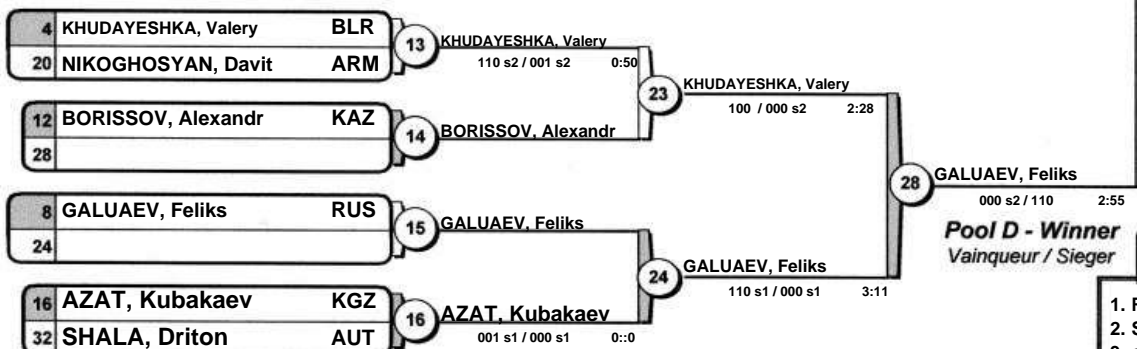 4 KHUDAYESHKA, Valery BLR
20 NIKOGHOSYAN, Davit ARM
13
KHUDAYESHKA, Valery
110 s2 / 001 s2 0:50
12 BORISSOV, Alexandr KAZ
28
14
BORISSOV, Alexandr
23
KHUDAYESHKA, Valery
100 / 000 s2 2:28
8 GALUAEV, Feliks RUS
24
15
GALUAEV, Feliks
16 AZAT, Kubakaev KGZ
32 SHALA, Driton AUT
16
AZAT, Kubakaev
001 s1 / 000 s1 0::0
24
GALUAEV, Feliks
110 s1 / 000 s1 3:11
28
GALUAEV, Feliks
000 s2 / 110 2:55
Pool D - Winner
Vainqueur / Sieger
1.
2. S